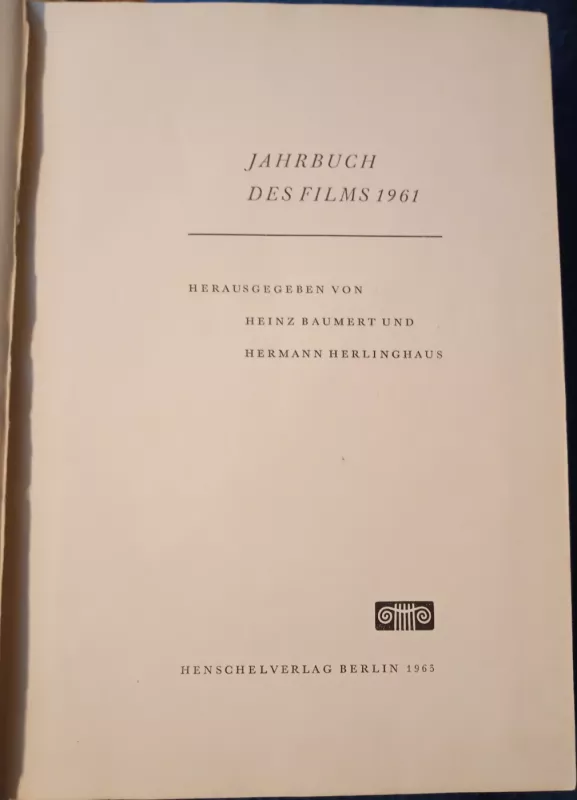 JAHRBUCH
DES FILMS 1961
HERAUSGEGEBEN VON
HEINZ BAUMERT UND
HERMANN HERLINGHAUS
HENSCHELVERLAG BERLIN 1963